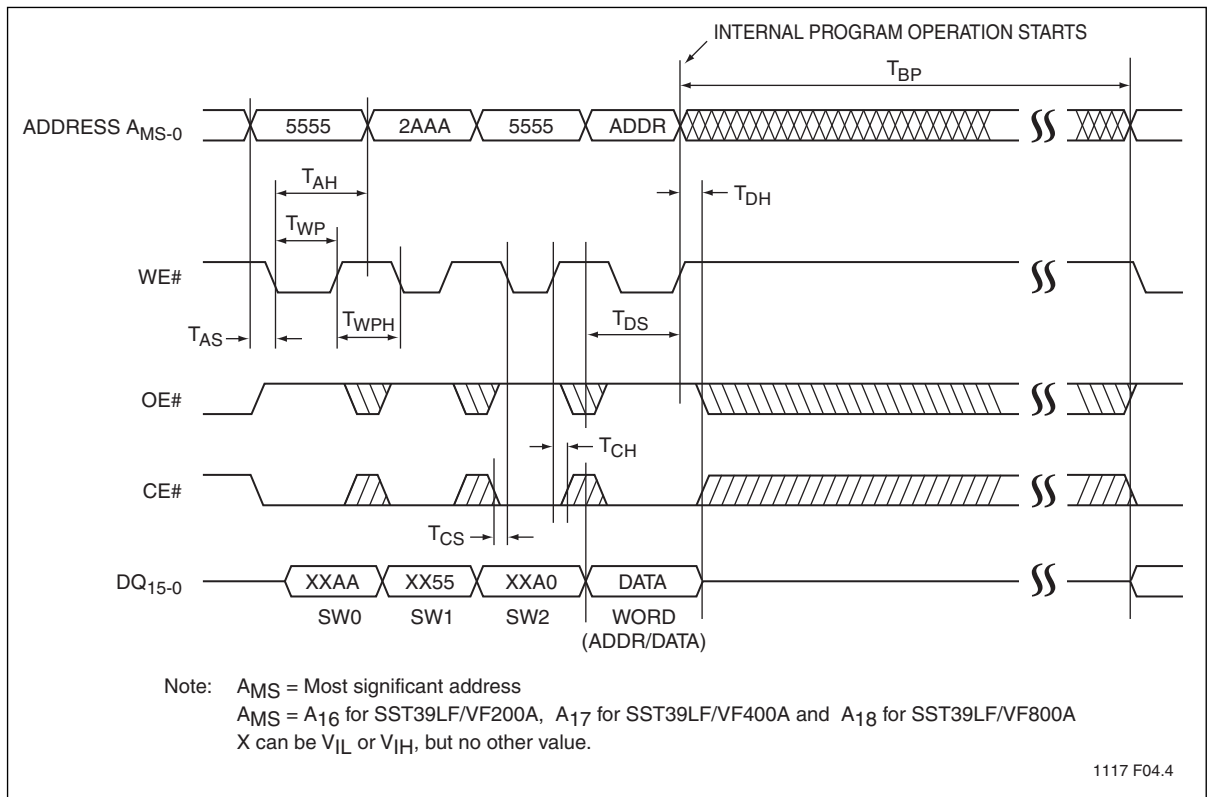 INTERNAL PROGRAM OPERATION STARTS
TBP
ADDRESS AMS-0
5555 2AAA 5555 ADDR
TAH
TDH
TWP
WE#
TWPH
TDS
TAS
OE#
TCH
CE#
TCS
DQ15-0
XXAA XX55 XXA0 DATA
SW0 SW1 SW2 WORD
(ADDR/DATA)
Note: AMS = Most significant address
AMS = A16 for SST39LF/VF200A, A17 for SST39LF/VF400A and A18 for SST39LF/VF800A
X can be VIL or VIH, but no other value.
1117 F04.4